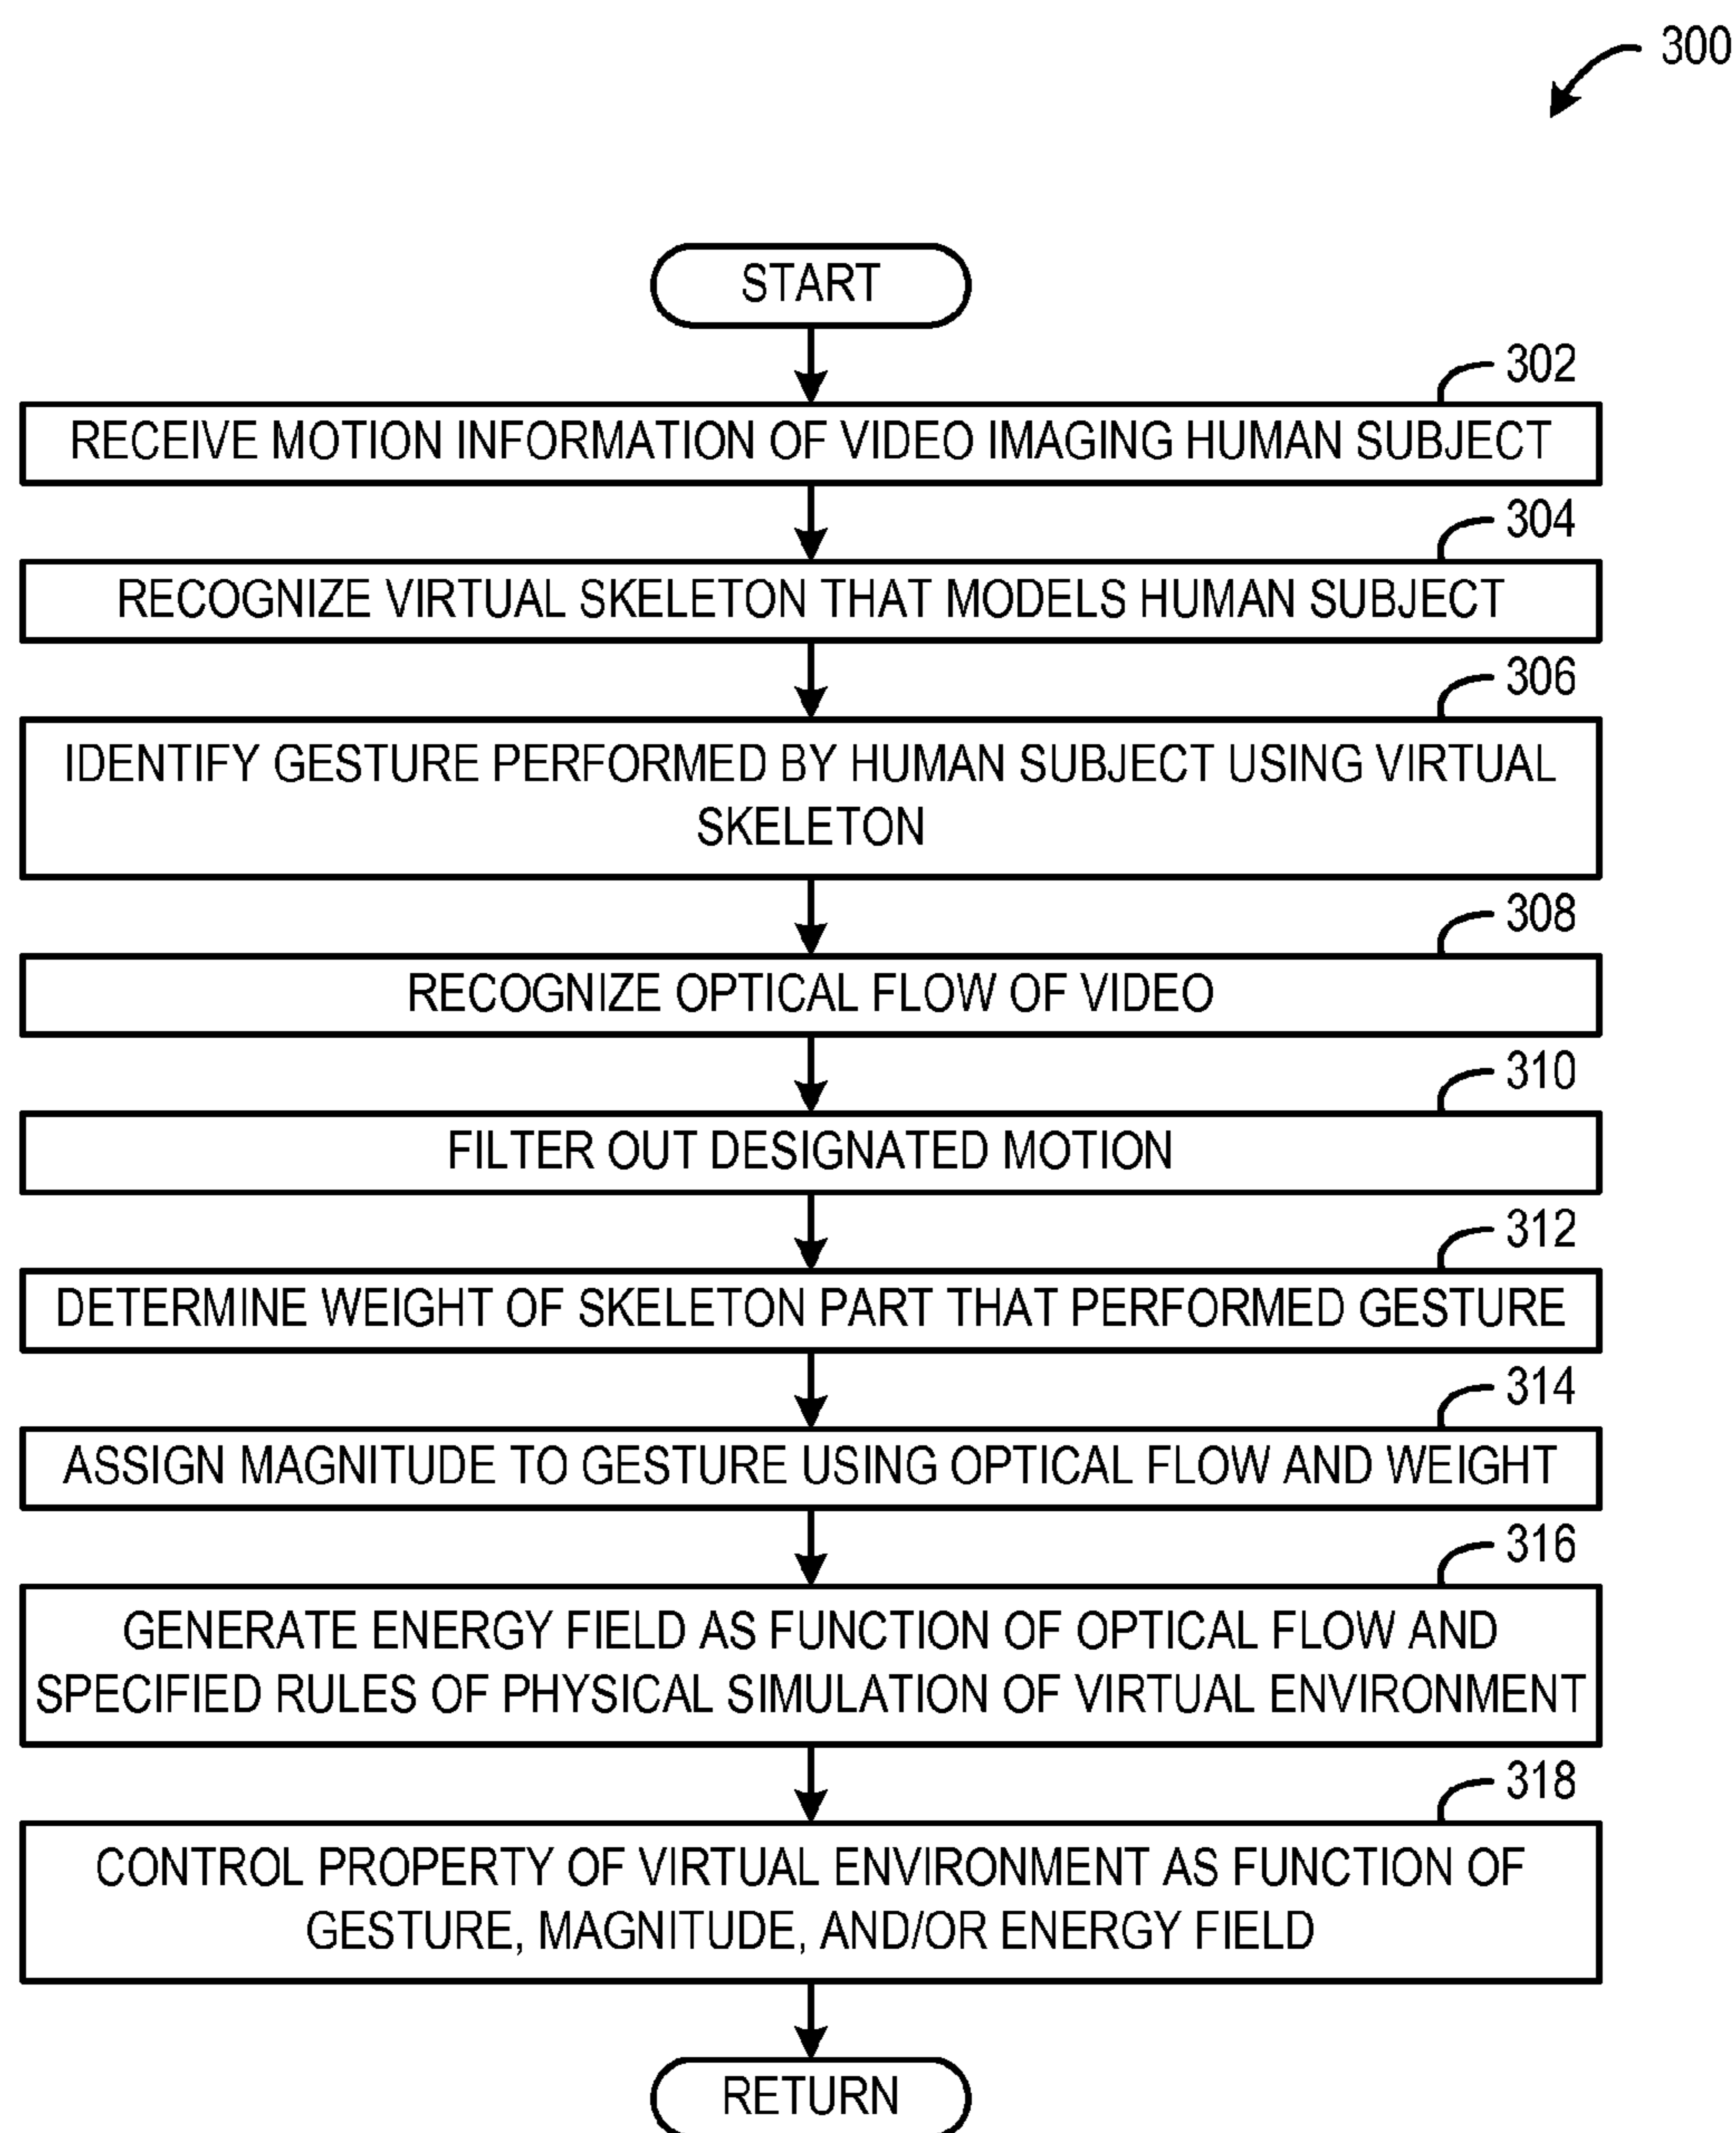 300
START
302
RECEIVE MOTION INFORMATION OF VIDEO IMAGING HUMAN SUBJECT
304
RECOGNIZE VIRTUAL SKELETON THAT MODELS HUMAN SUBJECT
306
IDENTIFY GESTURE PERFORMED BY HUMAN SUBJECT USING VIRTUAL
SKELETON
308
RECOGNIZE OPTICAL FLOW OF VIDEO
310
FILTER OUT DESIGNATED MOTION
312
DETERMINE WEIGHT OF SKELETON PART THAT PERFORMED GESTURE
314
ASSIGN MAGNITUDE TO GESTURE USING OPTICAL FLOW AND WEIGHT
316
GENERATE ENERGY FIELD AS FUNCTION OF OPTICAL FLOW AND
SPECIFIED RULES OF PHYSICAL SIMULATION OF VIRTUAL ENVIRONMENT
318
CONTROL PROPERTY OF VIRTUAL ENVIRONMENT AS FUNCTION OF
GESTURE, MAGNITUDE, AND/OR ENERGY FIELD
RETURN